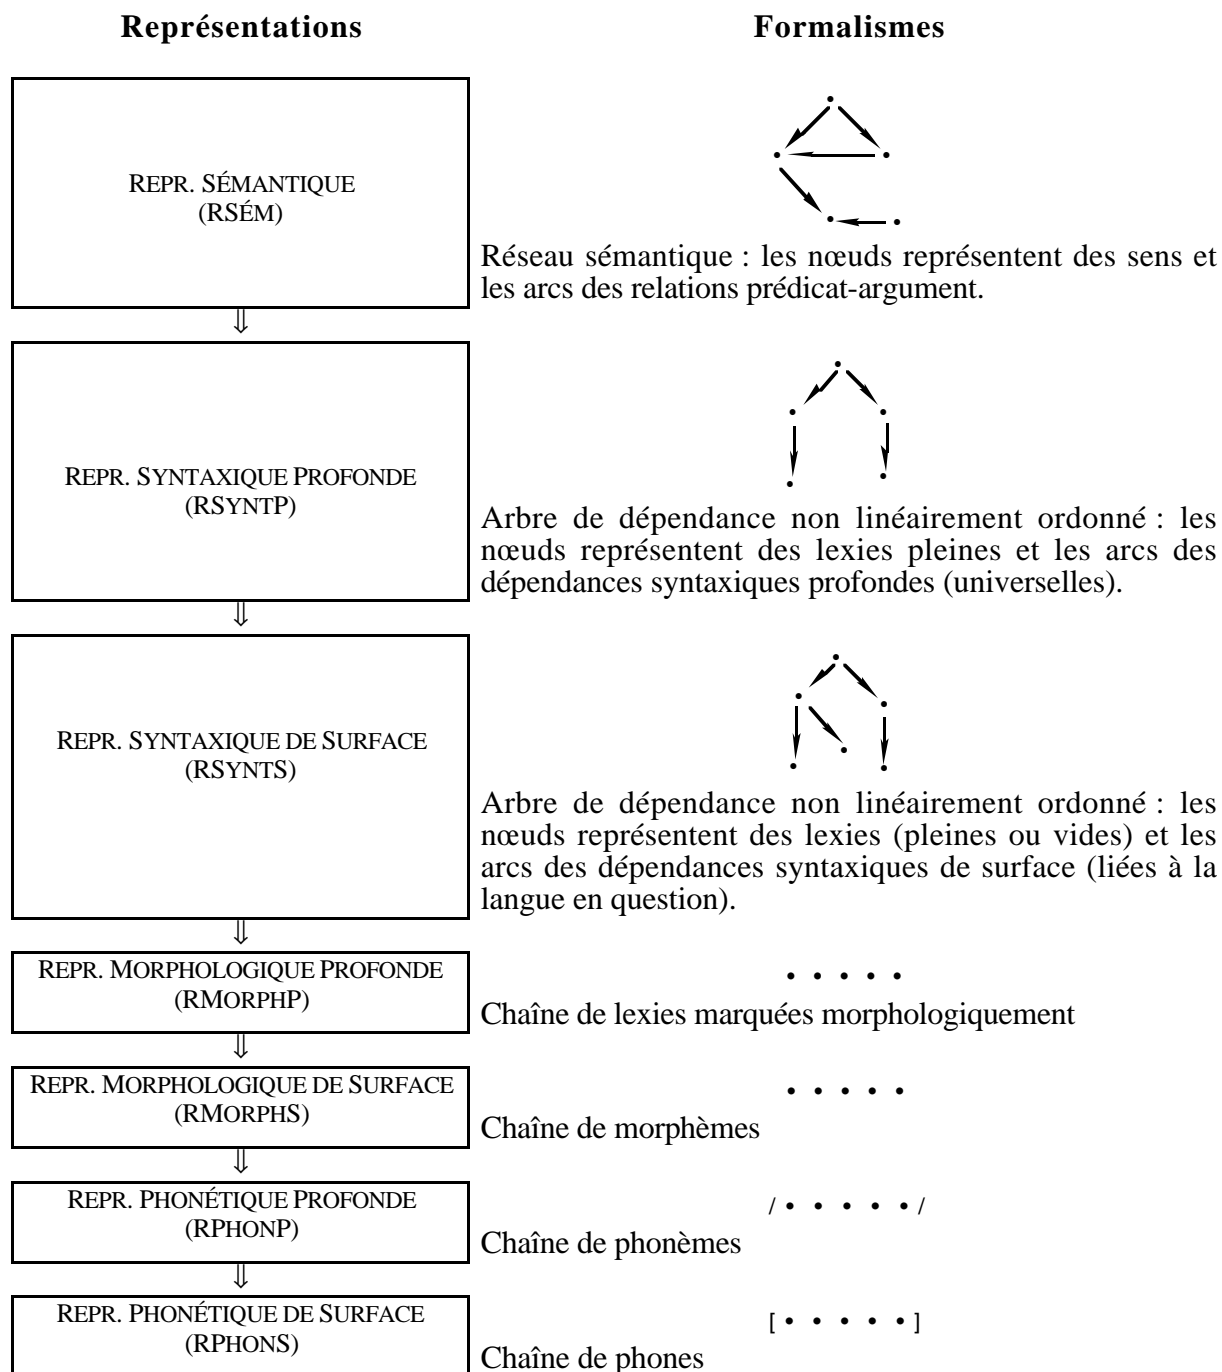 Représentations Formalismes
REPR. SÉMANTIQUE
(RSÉM)
Réseau sémantique : les nœuds représentent des sens et
les arcs des relations prédicat-argument.
⇓
REPR. SYNTAXIQUE PROFONDE
(RSYNTP)
Arbre de dépendance non linéairement ordonné : les
nœuds représentent des lexies pleines et les arcs des
dépendances syntaxiques profondes (universelles).
⇓
REPR. SYNTAXIQUE DE SURFACE
(RSYNTS)
Arbre de dépendance non linéairement ordonné : les
nœuds représentent des lexies (pleines ou vides) et les
arcs des dépendances syntaxiques de surface (liées à la
langue en question).
⇓
REPR. MORPHOLOGIQUE PROFONDE
(RMORPHP)
• • • • •
Chaîne de lexies marquées morphologiquement
⇓
REPR. MORPHOLOGIQUE DE SURFACE
(RMORPHS)
• • • • •
Chaîne de morphèmes
⇓
REPR. PHONÉTIQUE PROFONDE
(RPHONP)
/ • • • • • /
Chaîne de phonèmes
⇓
REPR. PHONÉTIQUE DE SURFACE
(RPHONS)
[ • • • • • ]
Chaîne de phones